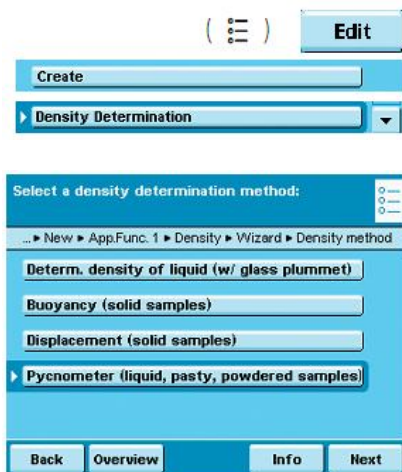 Edit
Create
Density Determination
Select a density determination method:
...▸ New ▸ App.Func. 1 ▸ Density ▸ Wizard ▸ Density method
Determ. density of liquid (w/ glass plummet)
Buoyancy (solid samples)
Displacement (solid samples)
Pycnometer (liquid, pasty, powdered samples)
Back Overview Info Next